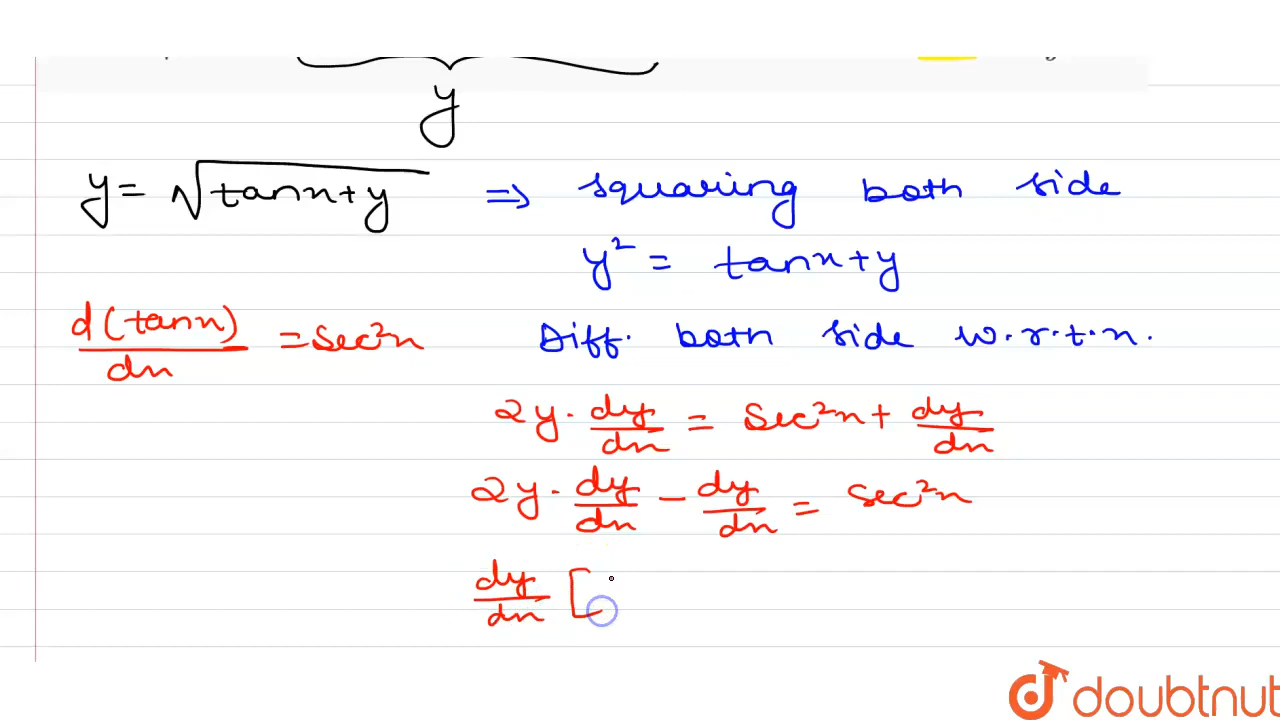 y
y = √tanx + y ⇒ squaring both side
y² = tanx + y
d(tanx)/dx = sec²x Diff. both side w.r.t.x.
2y · dy/dx = sec²x + dy/dx
2y · dy/dx - dy/dx = sec²x
dy/dx [
doubtnut